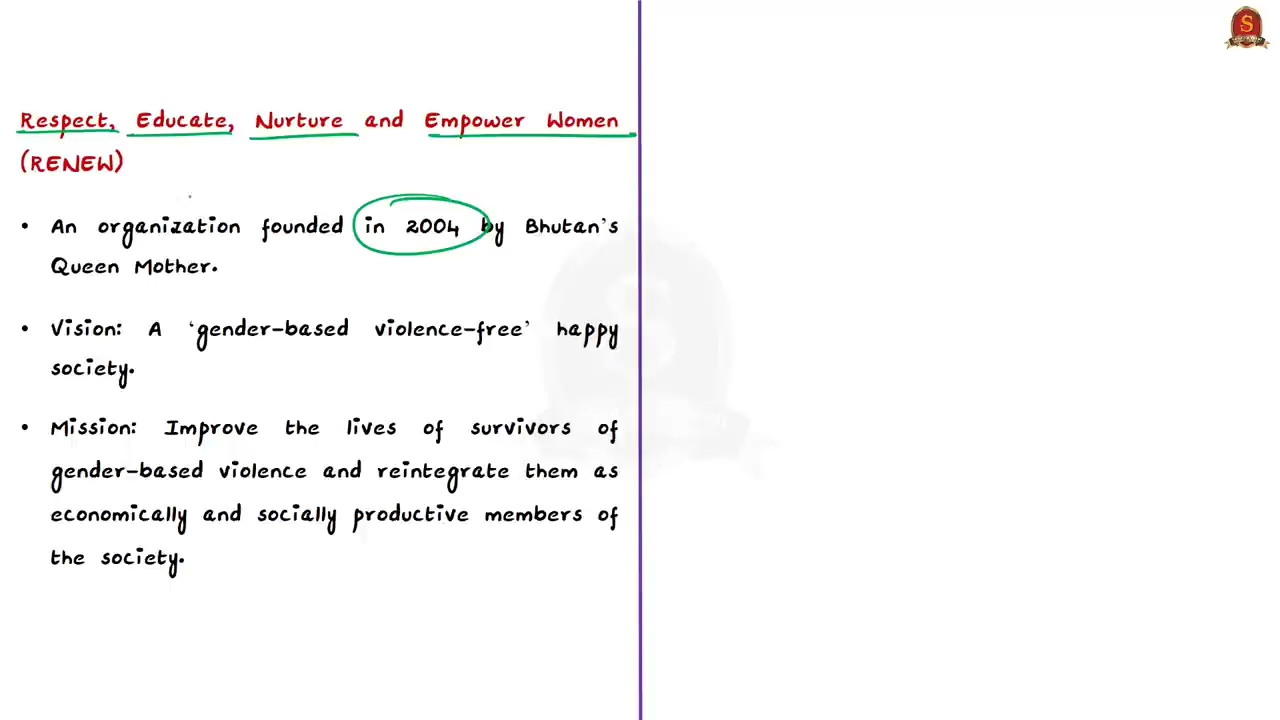 Respect, Educate, Nurture and Empower Women
(RENEW)
• An organization founded in 2004 by Bhutan's
Queen Mother.
• Vision: A 'gender-based violence-free' happy
society.
• Mission: Improve the lives of survivors of
gender-based violence and reintegrate them as
economically and socially productive members of
the society.
S